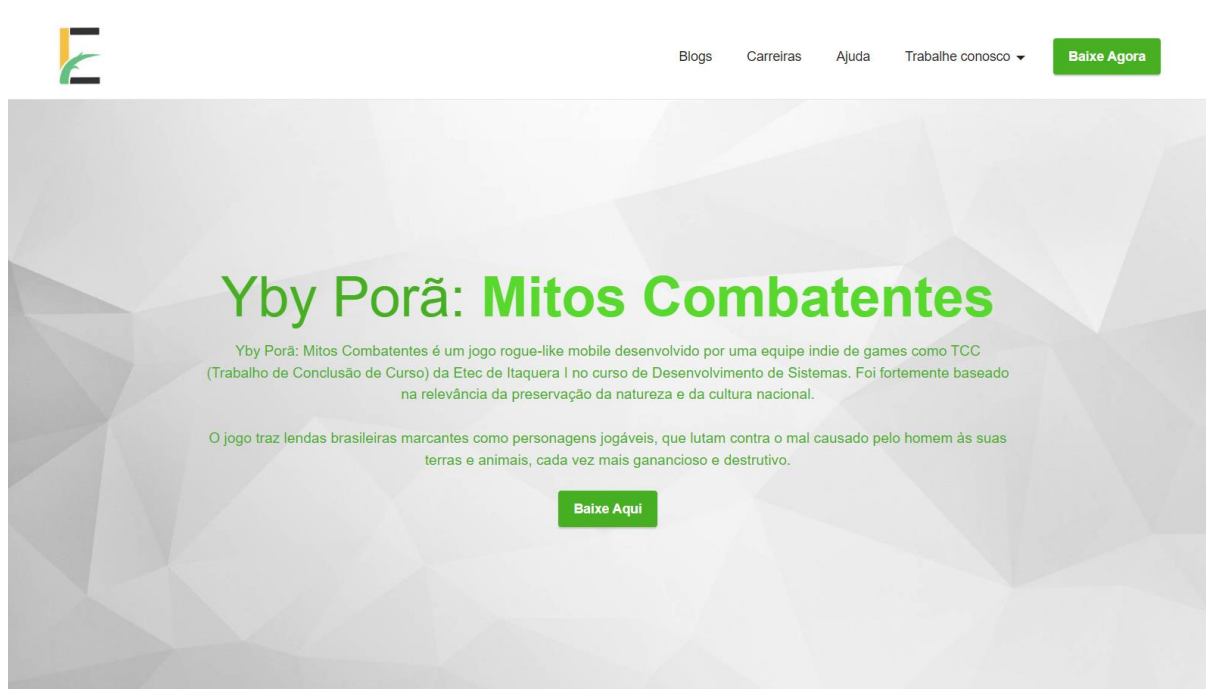 Blogs Carreiras Ajuda Trabalhe conosco Baixe Agora
Yby Porã: Mitos Combatentes
Yby Porã: Mitos Combatentes é um jogo rogue-like mobile desenvolvido por uma equipe indie de games como TCC
(Trabalho de Conclusão de Curso) da Etec de Itaquera I no curso de Desenvolvimento de Sistemas. Foi fortemente baseado
na relevância da preservação da natureza e da cultura nacional.
O jogo traz lendas brasileiras marcantes como personagens jogáveis, que lutam contra o mal causado pelo homem às suas
terras e animais, cada vez mais ganancioso e destrutivo.
Baixe Aqui